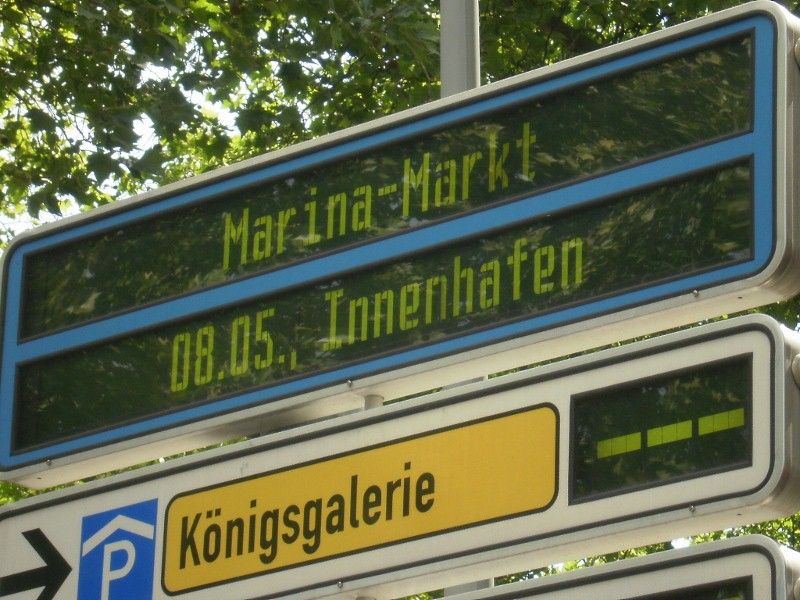 Marina-Markt
08.05., Innenhafen
P Königsgalerie ---